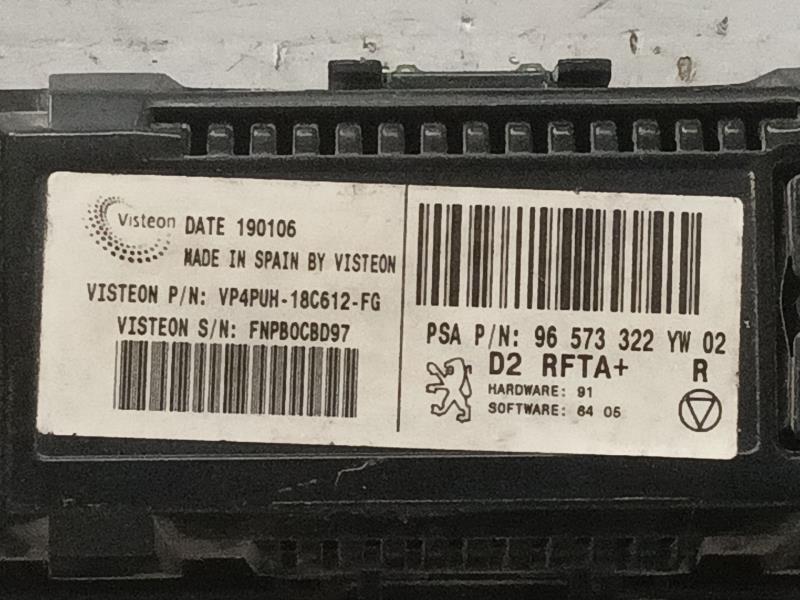 Visteon
DATE 190106
MADE IN SPAIN BY VISTEON
VISTEON P/N: VP4PUH-18C612-FG
VISTEON S/N: FNPB0CBD97
PSA P/N: 96 573 322 YW 02
D2 RFTA+ R
HARDWARE: 91
SOFTWARE: 64 05